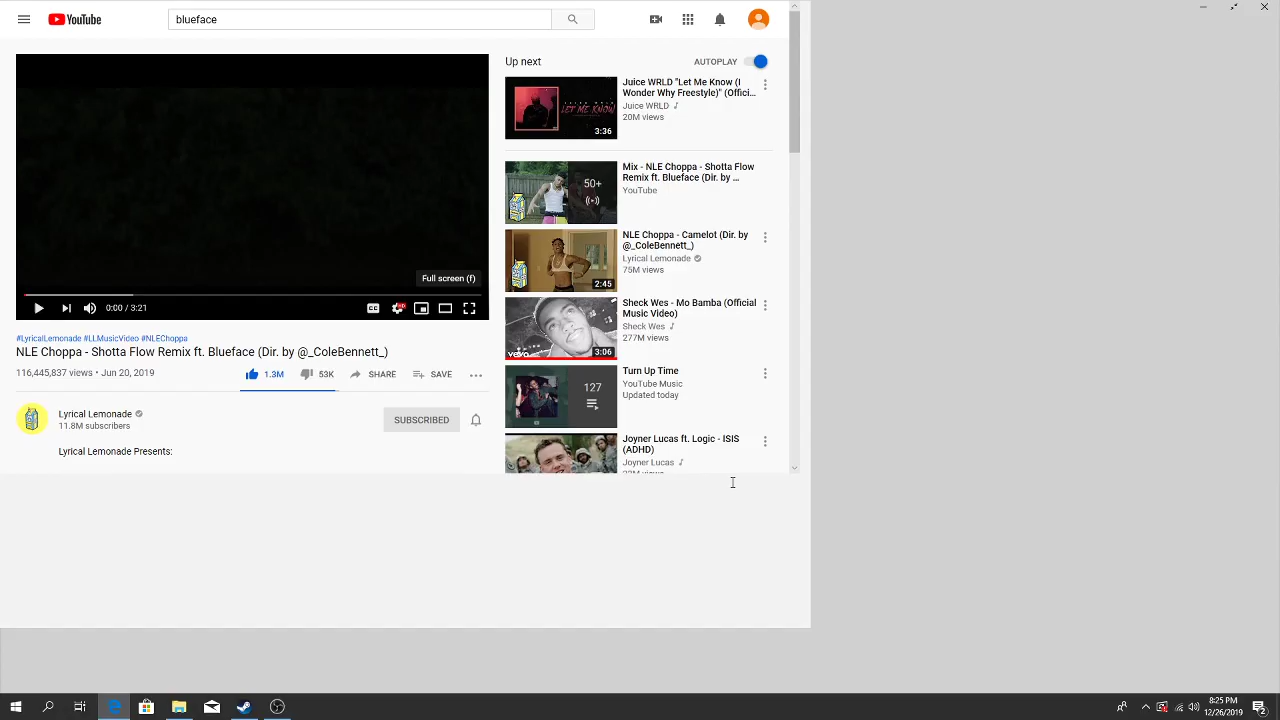 YouTube
blueface
Up next
AUTOPLAY
Juice WRLD "Let Me Know (I
Wonder Why Freestyle)" (Offici...
Juice WRLD
20M views
LET ME KNOW
3:36
Mix - NLE Choppa - Shotta Flow
Remix ft. Blueface (Dir. by ...
YouTube
50+
NLE Choppa - Camelot (Dir. by
@_ColeBennett_)
Lyrical Lemonade
75M views
2:45
Full screen (f)
0:00 / 3:21
CC
HD
Sheck Wes - Mo Bamba (Official
Music Video)
Sheck Wes
277M views
vevo
3:06
#LyricalLemonade #LLMusicVideo #NLEChoppa
NLE Choppa - Shotta Flow Remix ft. Blueface (Dir. by @_ColeBennett_)
116,445,837 views • Jun 20, 2019
1.3M
53K
SHARE
SAVE
Turn Up Time
YouTube Music
Updated today
127
Lyrical Lemonade
11.8M subscribers
SUBSCRIBED
Lyrical Lemonade Presents:
Joyner Lucas ft. Logic - ISIS
(ADHD)
Joyner Lucas
8:25 PM
12/26/2019